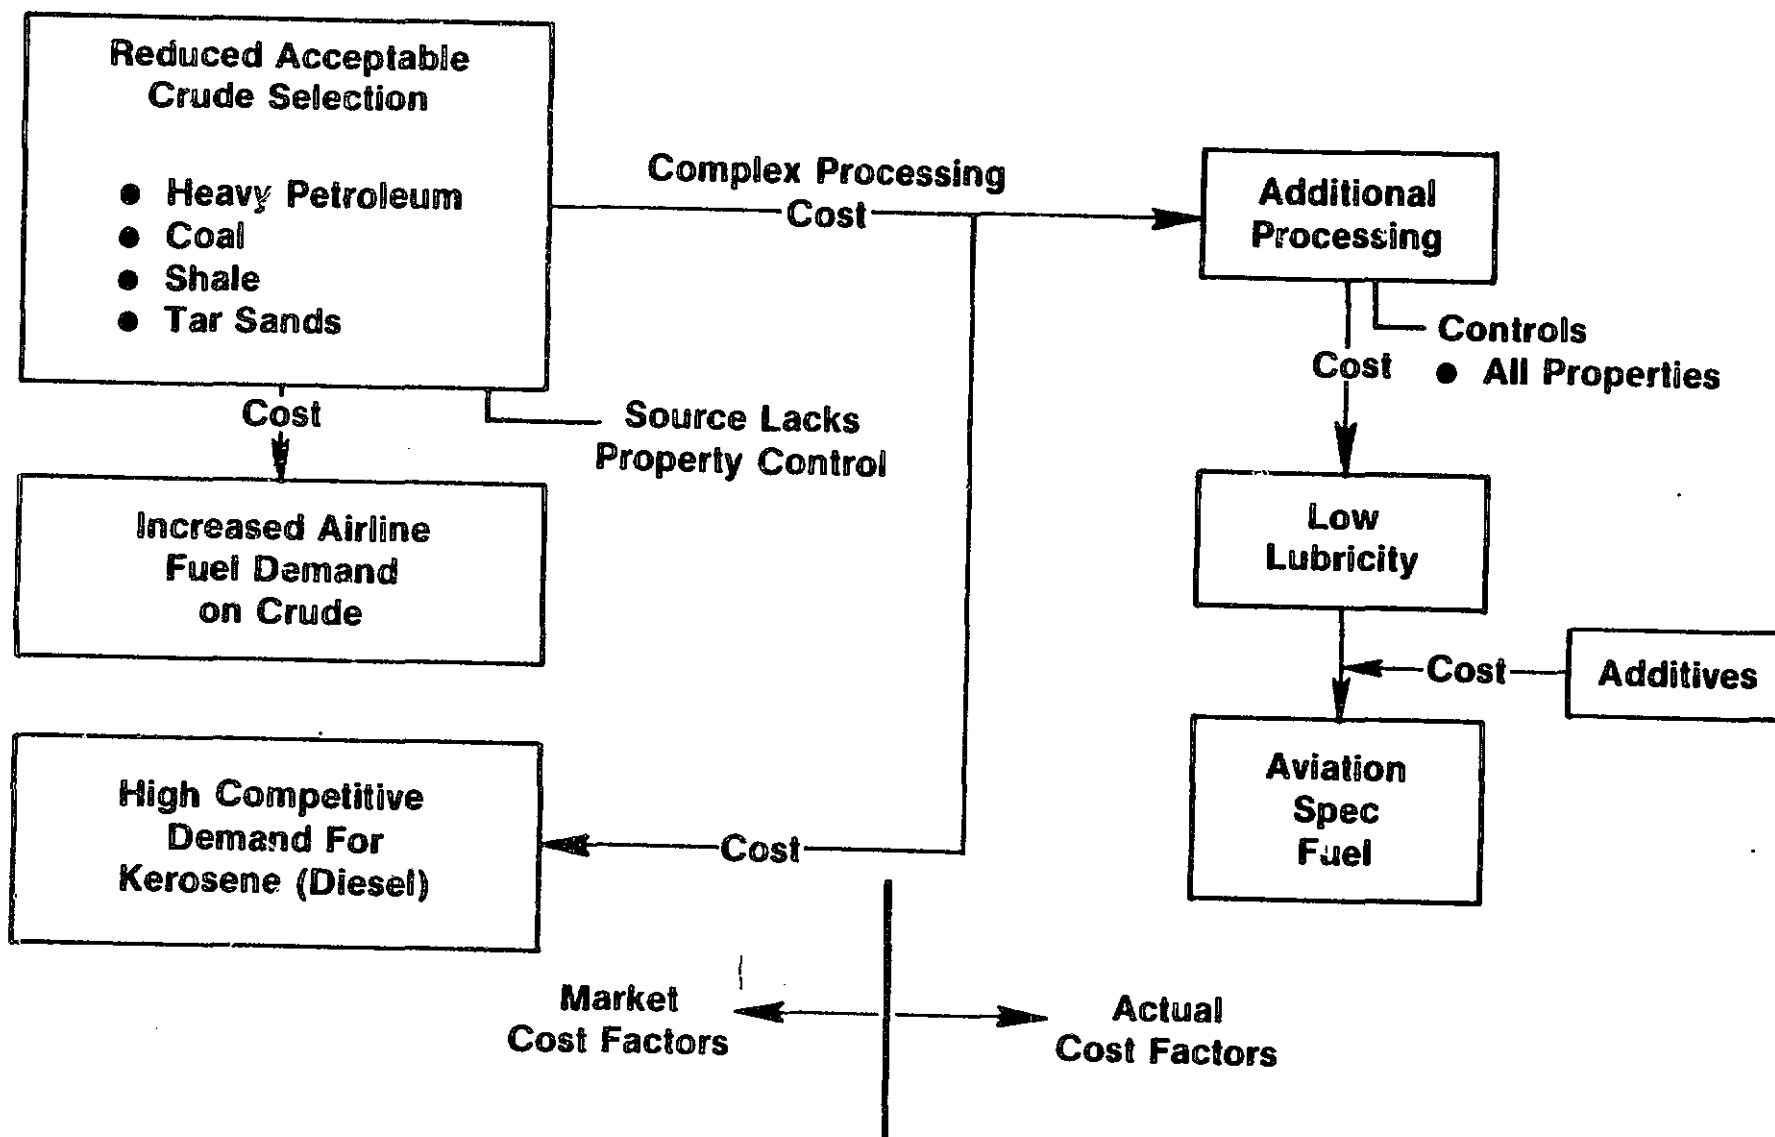 Reduced Acceptable
Crude Selection
● Heavy Petroleum
● Coal
● Shale
● Tar Sands
Complex Processing
Cost
Additional
Processing
Controls
● All Properties
Cost
Cost
Source Lacks
Property Control
Increased Airline
Fuel Demand
on Crude
Low
Lubricity
Cost
Additives
High Competitive
Demand For
Kerosene (Diesel)
Cost
Aviation
Spec
Fuel
Market
Cost Factors
Actual
Cost Factors